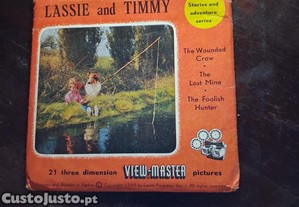 LASSIE and TIMMY
Stories and
adventure
series
The Wounded
Crow
•
The
Lost Mine
•
The Foolish
Hunter
21 three dimension VIEW-MASTER pictures
CustoJusto.pt